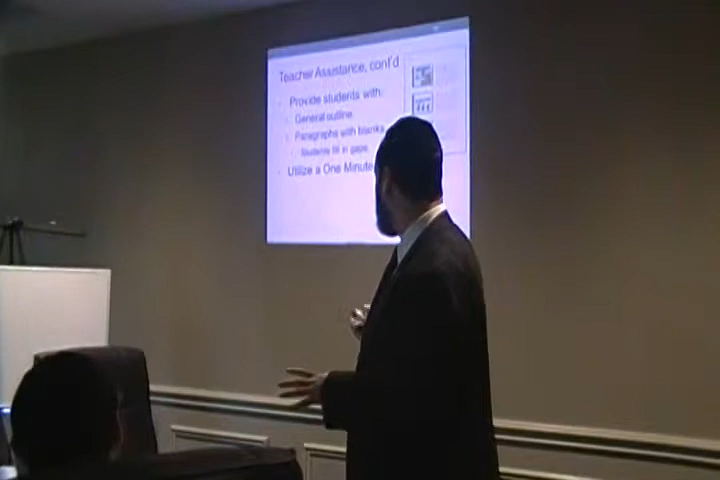 Teacher Assistance, cont'd
Provide students with:
General outline
Paragraphs with blanks
Students fill in gaps
Utilize a One Minute